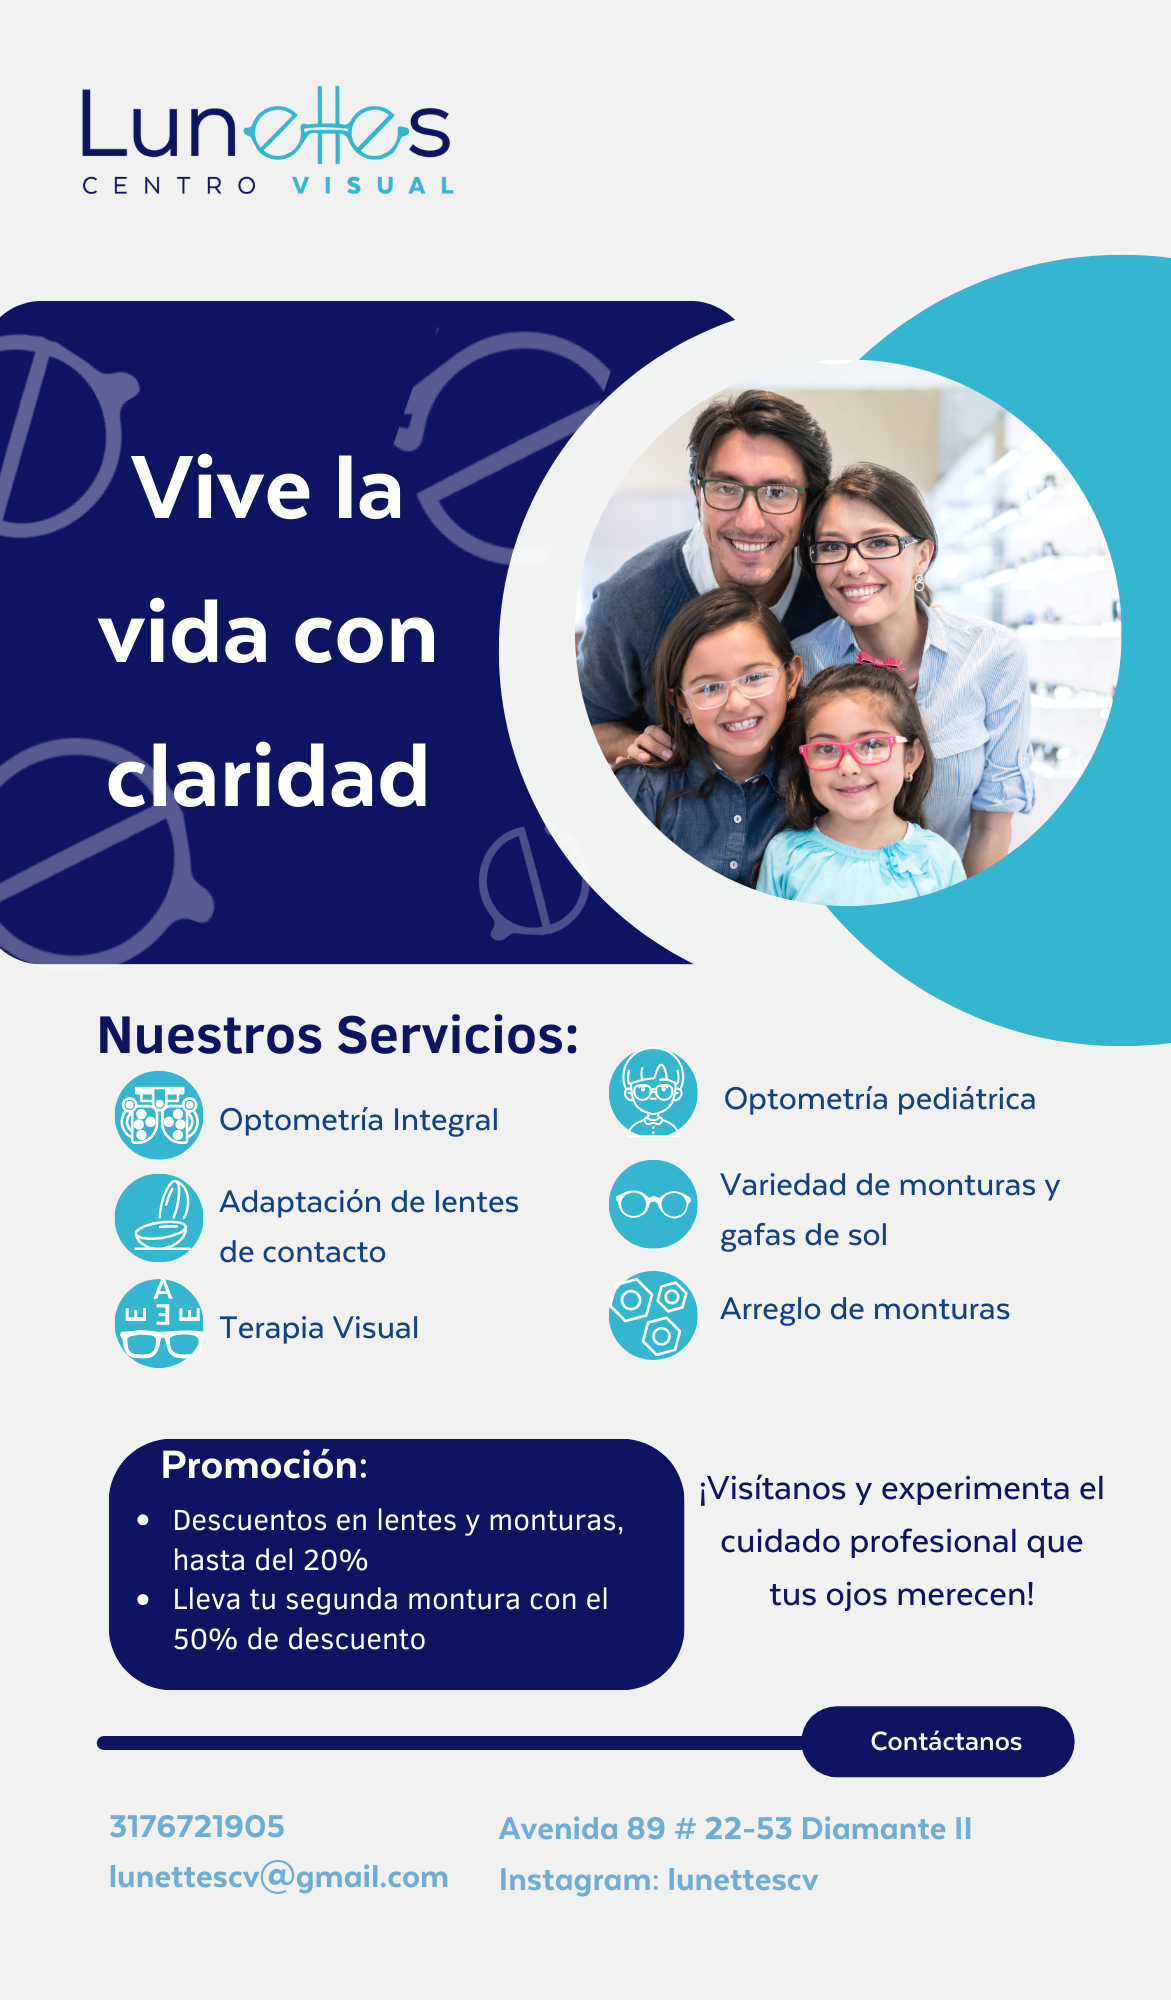 Lunettes
CENTRO VISUAL
Vive la
vida con
claridad
Nuestros Servicios:
Optometría Integral
Adaptación de lentes
de contacto
Terapia Visual
Optometría pediátrica
Variedad de monturas y
gafas de sol
Arreglo de monturas
Promoción:
• Descuentos en lentes y monturas,
hasta del 20%
• Lleva tu segunda montura con el
50% de descuento
¡Visítanos y experimenta el
cuidado profesional que
tus ojos merecen!
Contáctanos
3176721905
lunettescv@gmail.com
Avenida 89 # 22-53 Diamante II
Instagram: lunettescv